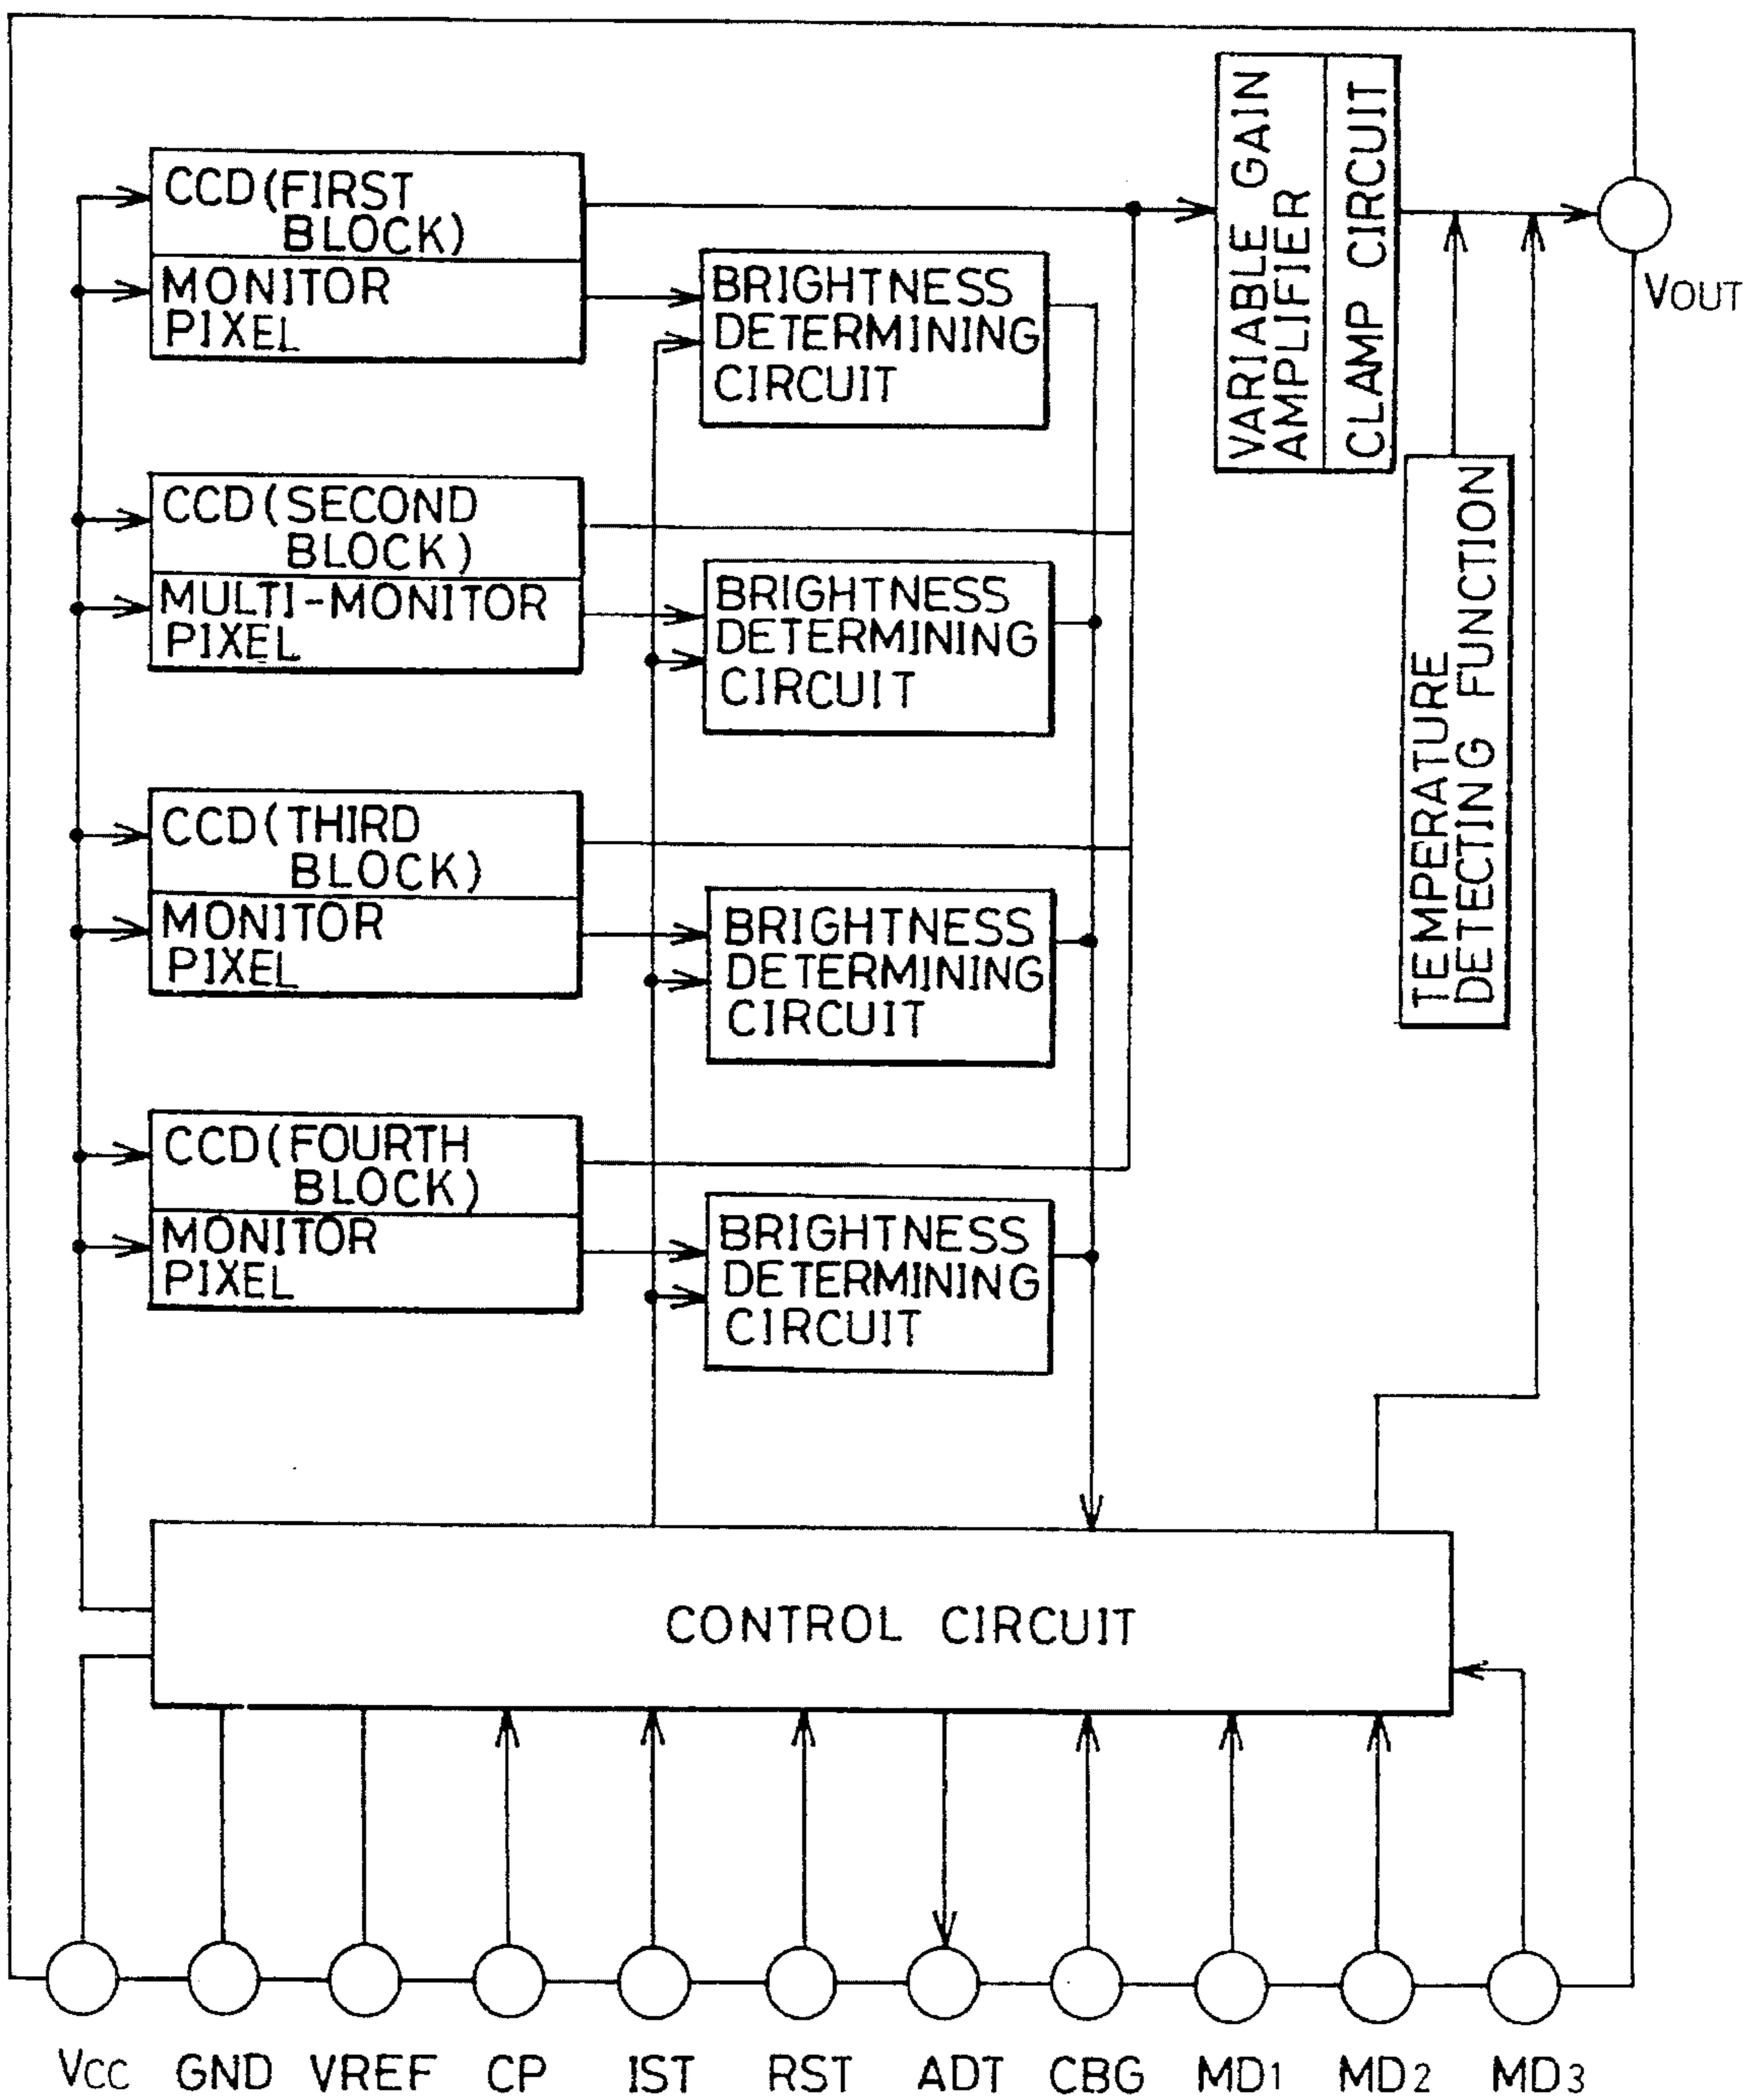 CCD(FIRST
BLOCK)
MONITOR
PIXEL
BRIGHTNESS
DETERMINING
CIRCUIT
VARIABLE GAIN
AMPLIFIER
CLAMP CIRCUIT
VOUT
CCD(SECOND
BLOCK)
MULTI-MONITOR
PIXEL
BRIGHTNESS
DETERMINING
CIRCUIT
TEMPERATURE
DETECTING FUNCTION
CCD(THIRD
BLOCK)
MONITOR
PIXEL
BRIGHTNESS
DETERMINING
CIRCUIT
CCD(FOURTH
BLOCK)
MONITOR
PIXEL
BRIGHTNESS
DETERMINING
CIRCUIT
CONTROL CIRCUIT
VCC GND VREF CP IST RST ADT CBG MD1 MD2 MD3